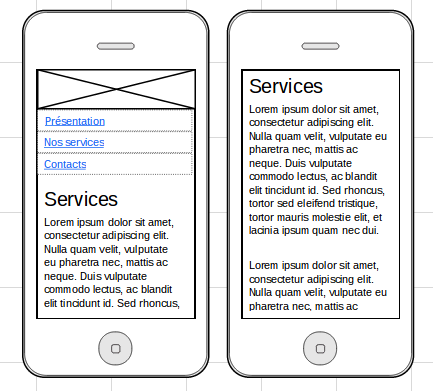 Présentation
Nos services
Contacts
Services
Lorem ipsum dolor sit amet,
consectetur adipiscing elit.
Nulla quam velit, vulputate
eu pharetra nec, mattis ac
neque. Duis vulputate
commodo lectus, ac blandit
elit tincidunt id. Sed rhoncus,
Services
Lorem ipsum dolor sit amet,
consectetur adipiscing elit.
Nulla quam velit, vulputate eu
pharetra nec, mattis ac
neque. Duis vulputate
commodo lectus, ac blandit
elit tincidunt id. Sed rhoncus,
tortor sed eleifend tristique,
tortor mauris molestie elit, et
lacinia ipsum quam nec dui.
Lorem ipsum dolor sit amet,
consectetur adipiscing elit.
Nulla quam velit, vulputate eu
pharetra nec, mattis ac